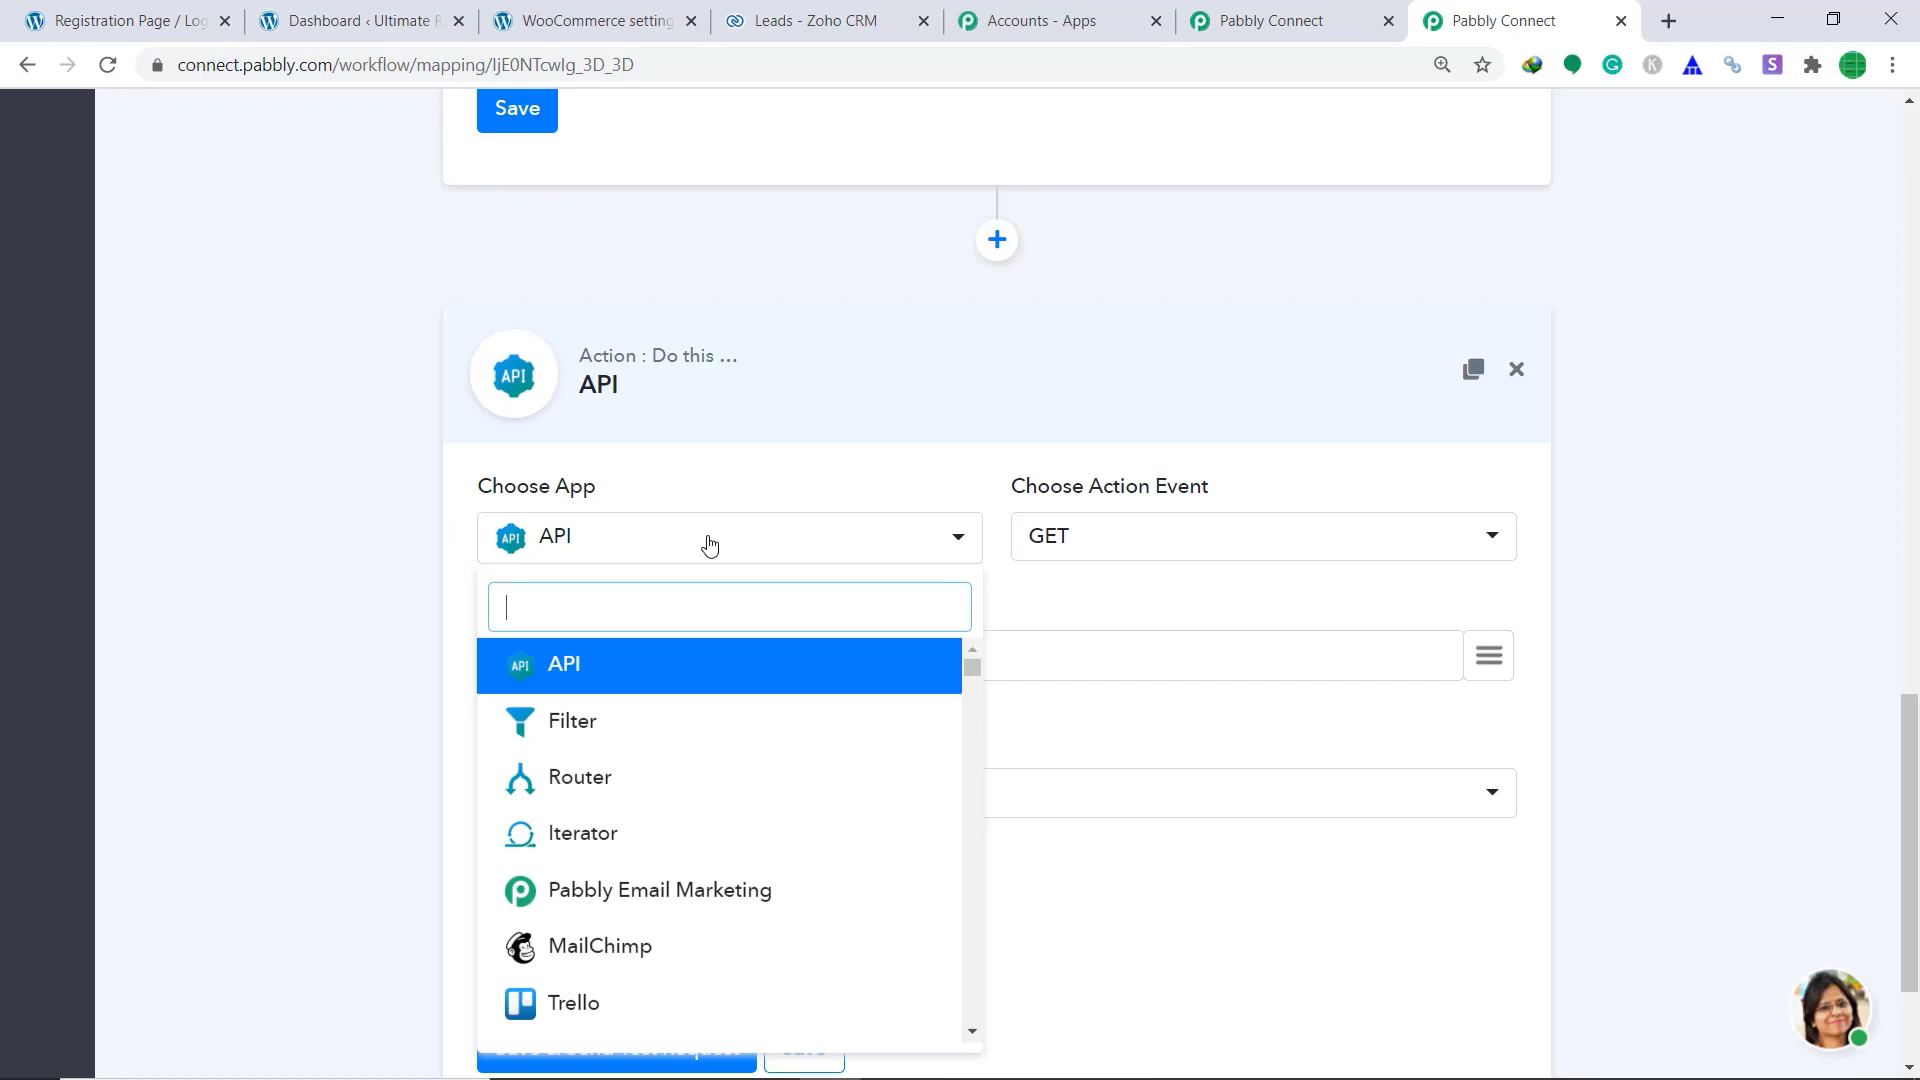 Registration Page / Log
Dashboard ‹ Ultimate R
WooCommerce setting
Leads - Zoho CRM
Accounts - Apps
Pabbly Connect
Pabbly Connect
connect.pabbly.com/workflow/mapping/IjE0NTcwIg_3D_3D
Save
Action : Do this ...
API
Choose App
Choose Action Event
API
API
GET
API
API
Filter
Router
Iterator
Pabbly Email Marketing
MailChimp
Trello